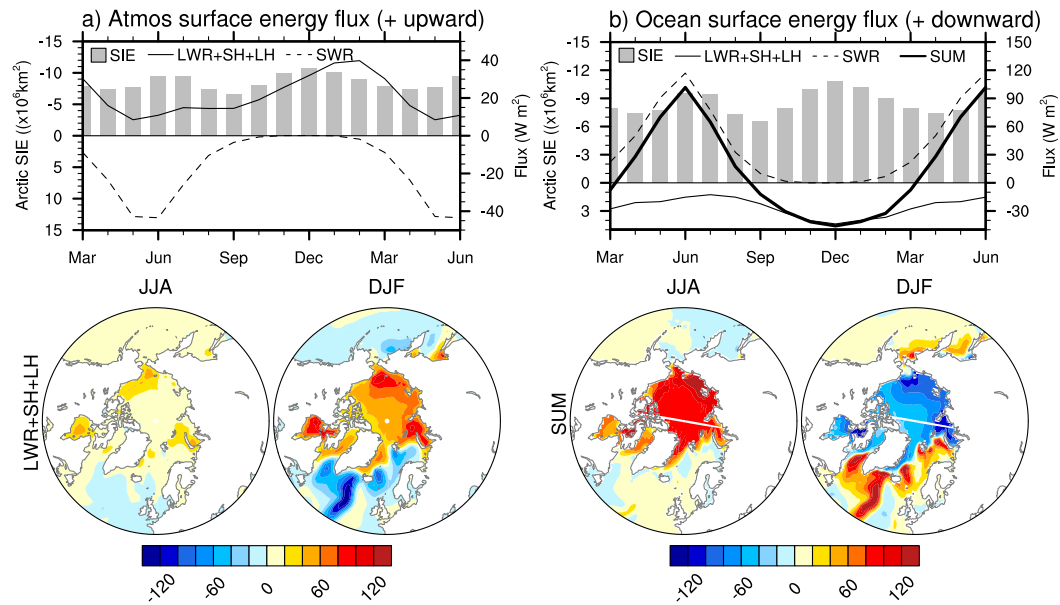 a) Atmos surface energy flux (+ upward)
SIE LWR+SH+LH SWR
Arctic SIE ((x10⁶km²)
-15
-10
-5
0
5
10
15
40
20
0
-20
-40
Flux (W m²)
Mar Jun Sep Dec Mar Jun
b) Ocean surface energy flux (+ downward)
SIE LWR+SH+LH SWR SUM
Arctic SIE ((x10⁶km²)
-15
-12
-9
-6
-3
0
3
150
120
90
60
30
0
-30
Flux (W m²)
Mar Jun Sep Dec Mar Jun
JJA DJF
LWR+SH+LH
-120 -60 0 60 120
JJA DJF
SUM
-120 -60 0 60 120